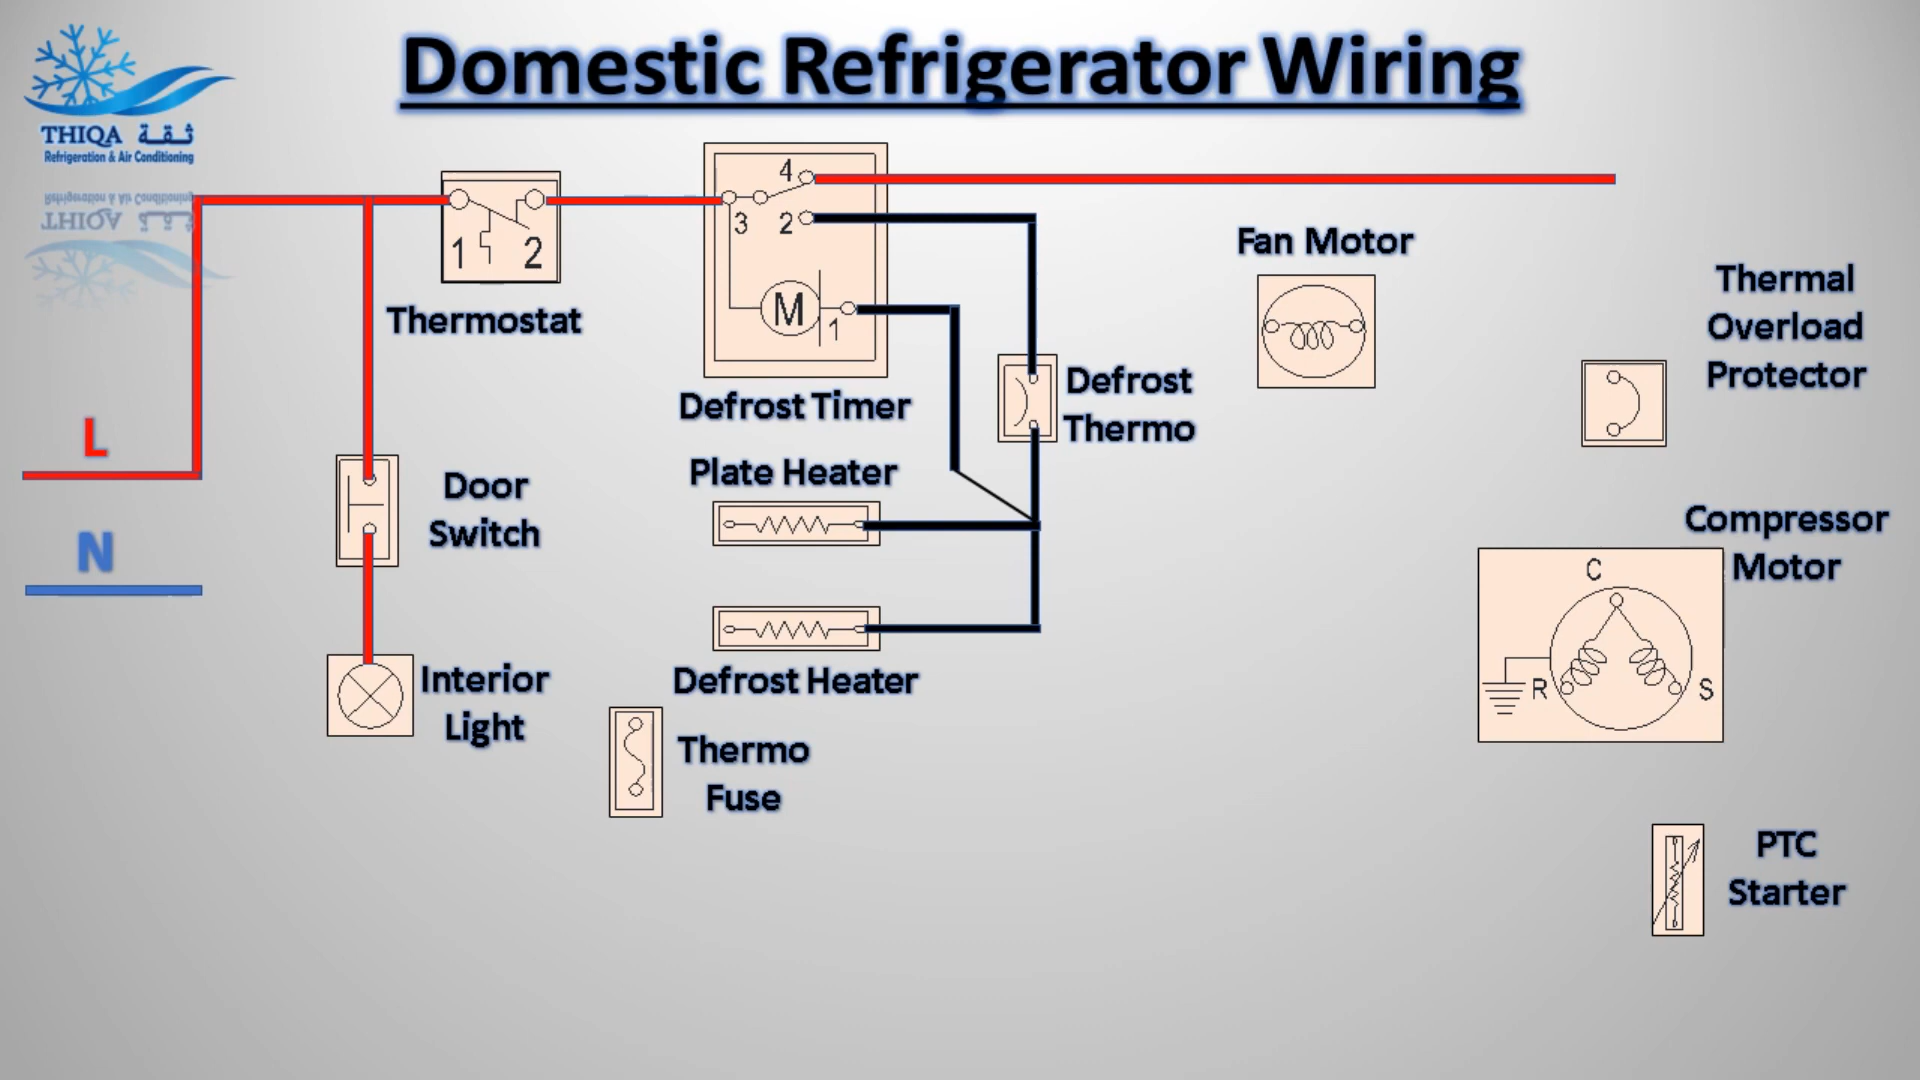 Domestic Refrigerator Wiring
THIQA ثقة
Refrigeration & Air Conditioning
4
3
2
1 2
M
1
Thermostat
Defrost Timer
Fan Motor
Thermal
Overload
Protector
Defrost
Thermo
L
N
Door
Switch
Plate Heater
Compressor
Motor
C
R
S
Interior
Light
Defrost Heater
Thermo
Fuse
PTC
Starter